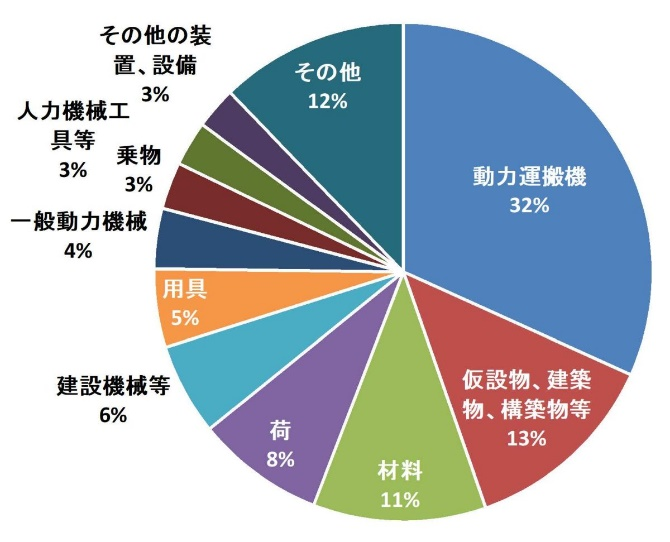 動力運搬機
32%
仮設物、建築
物、構築物等
13%
材料
11%
荷
8%
建設機械等
6%
用具
5%
一般動力機械
4%
乗物
3%
人力機械工
具等
3%
その他の装
置、設備
3%
その他
12%